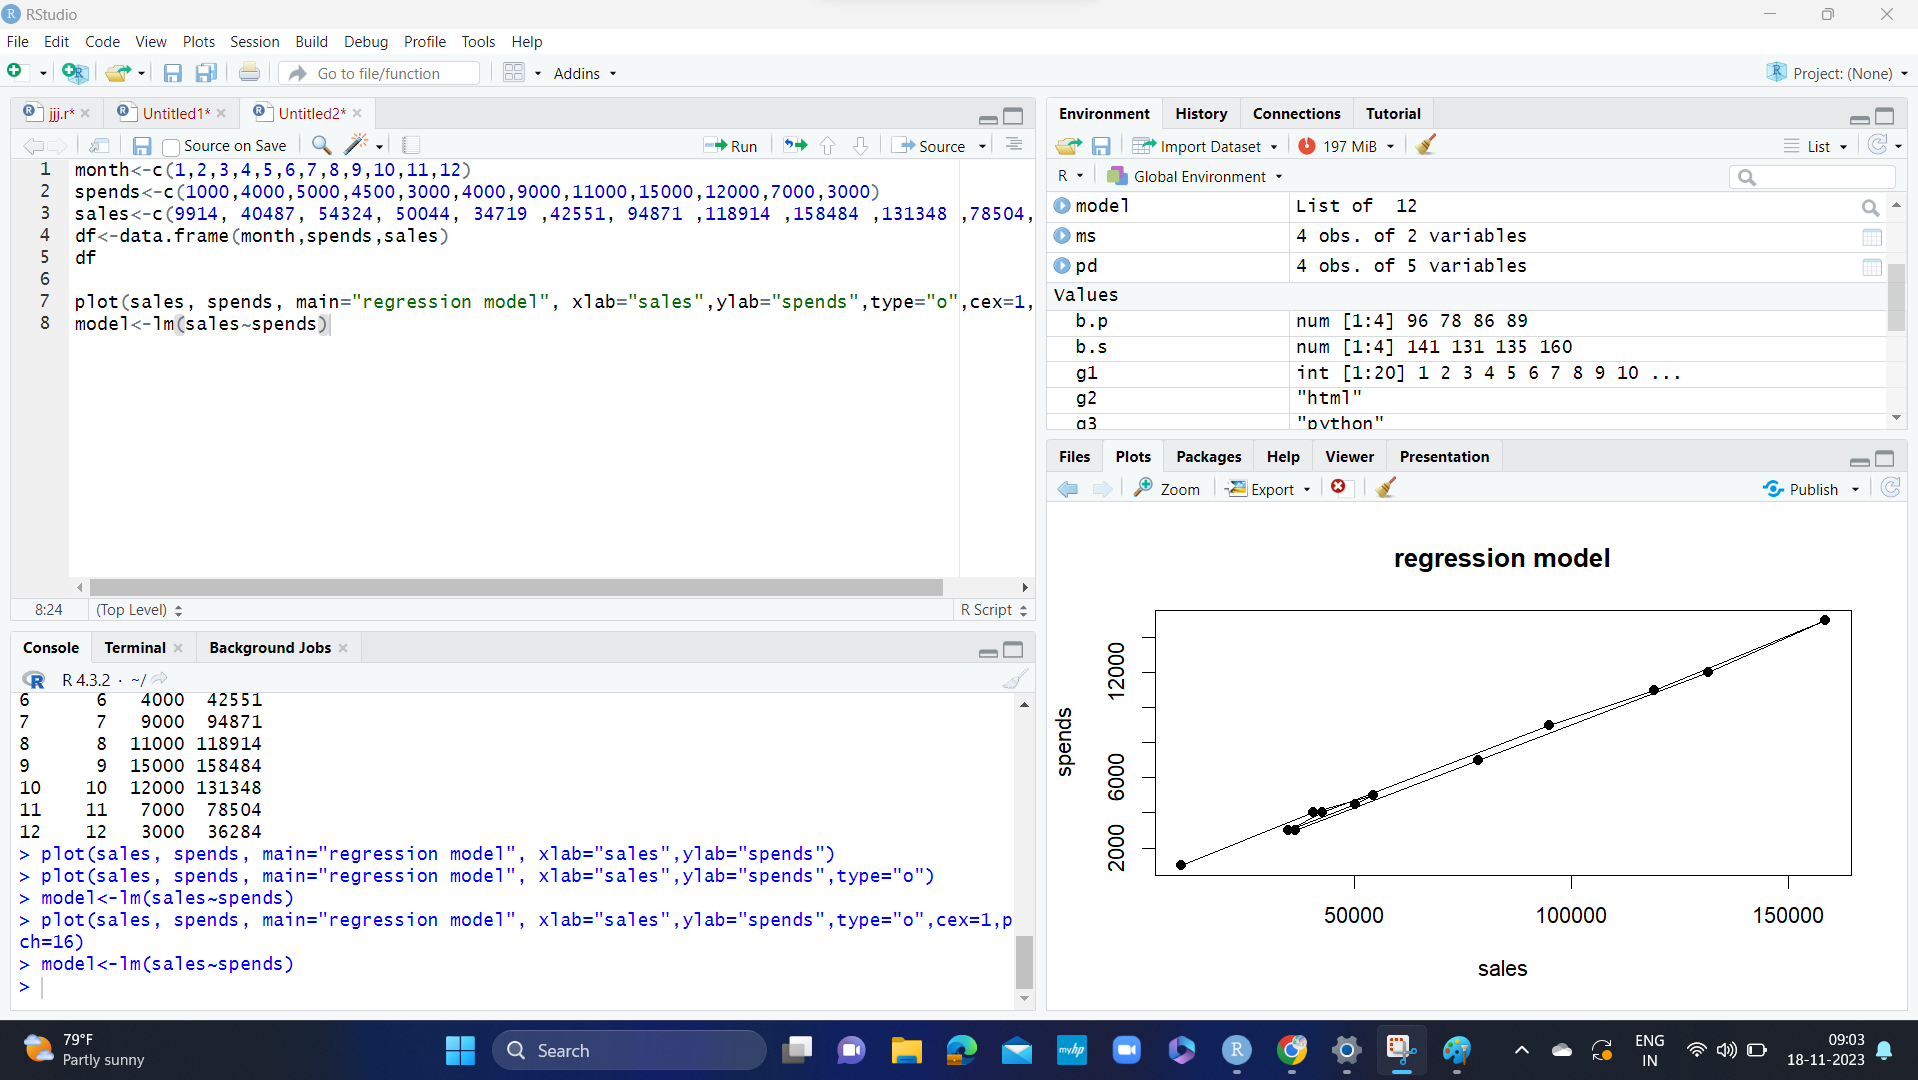 RStudio
File Edit Code View Plots Session Build Debug Profile Tools Help
Go to file/function Addins Project: (None)
jjj.r* Untitled1* Untitled2*
Source on Save Run Source
1 month<-c(1,2,3,4,5,6,7,8,9,10,11,12)
2 spends<-c(1000,4000,5000,4500,3000,4000,9000,11000,15000,12000,7000,3000)
3 sales<-c(9914, 40487, 54324, 50044, 34719 ,42551, 94871 ,118914 ,158484 ,131348 ,78504,
4 df<-data.frame(month,spends,sales)
5 df
6
7 plot(sales, spends, main="regression model", xlab="sales",ylab="spends",type="o",cex=1,
8 model<-lm(sales~spends)
8:24 (Top Level) R Script
Console Terminal Background Jobs
R 4.3.2 · ~/
6 6 4000 42551
7 7 9000 94871
8 8 11000 118914
9 9 15000 158484
10 10 12000 131348
11 11 7000 78504
12 12 3000 36284
> plot(sales, spends, main="regression model", xlab="sales",ylab="spends")
> plot(sales, spends, main="regression model", xlab="sales",ylab="spends",type="o")
> model<-lm(sales~spends)
> plot(sales, spends, main="regression model", xlab="sales",ylab="spends",type="o",cex=1,p
ch=16)
> model<-lm(sales~spends)
>
Environment History Connections Tutorial
Import Dataset 197 MiB List
R Global Environment
model List of 12
ms 4 obs. of 2 variables
pd 4 obs. of 5 variables
Values
b.p num [1:4] 96 78 86 89
b.s num [1:4] 141 131 135 160
g1 int [1:20] 1 2 3 4 5 6 7 8 9 10 ...
g2 "html"
g3 "python"
Files Plots Packages Help Viewer Presentation
Zoom Export Publish
regression model
spends
12000
6000
2000
50000 100000 150000
sales
79°F
Partly sunny
Search
myhp
R
ENG
IN
09:03
18-11-2023